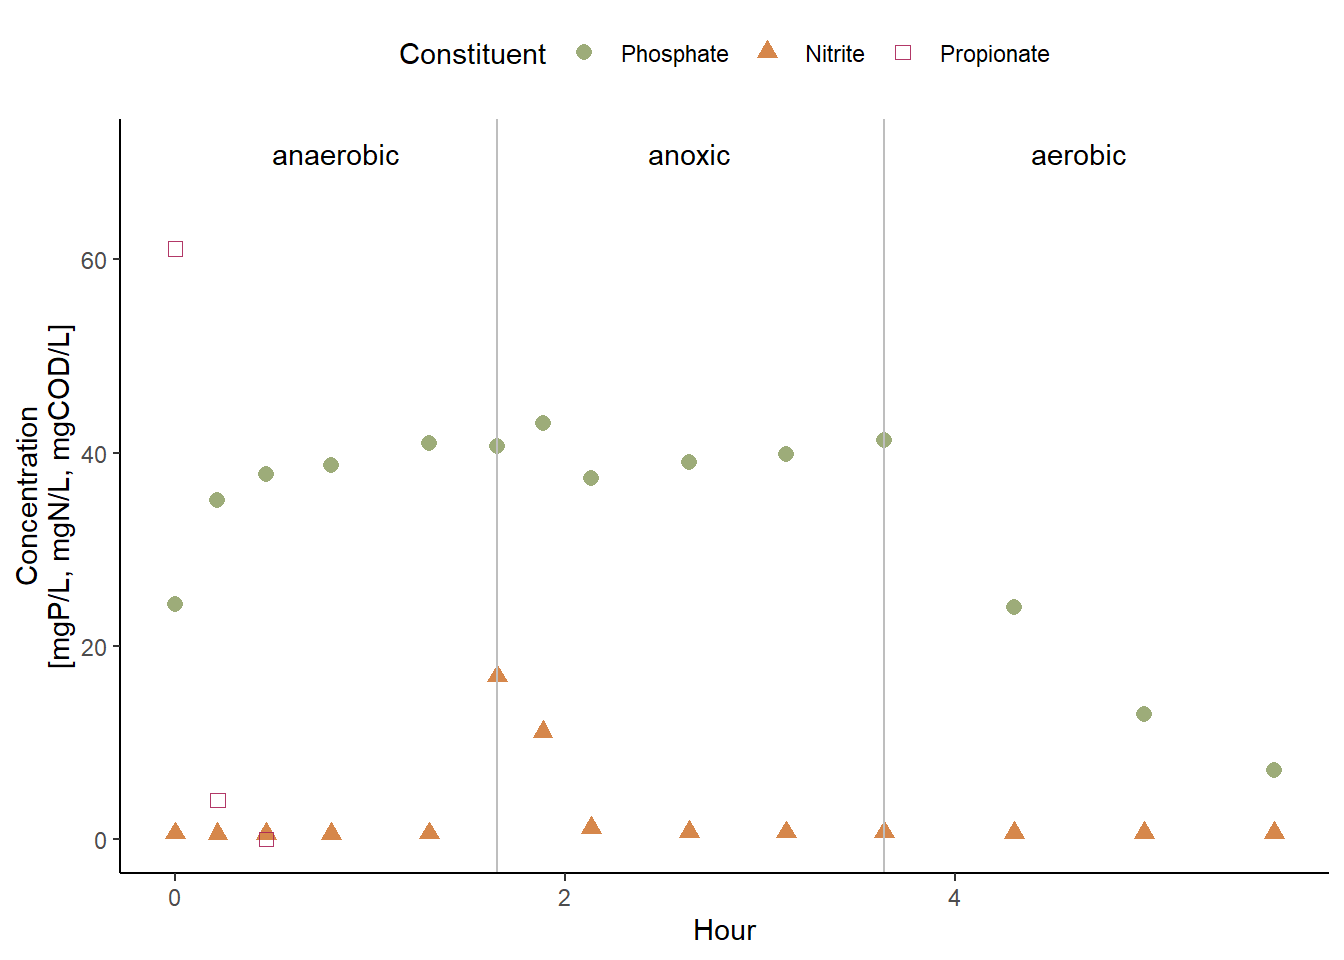 Constituent Phosphate Nitrite Propionate
anaerobic anoxic aerobic
Concentration
[mgP/L, mgN/L, mgCOD/L]
60
40
20
0
0 2 4
Hour